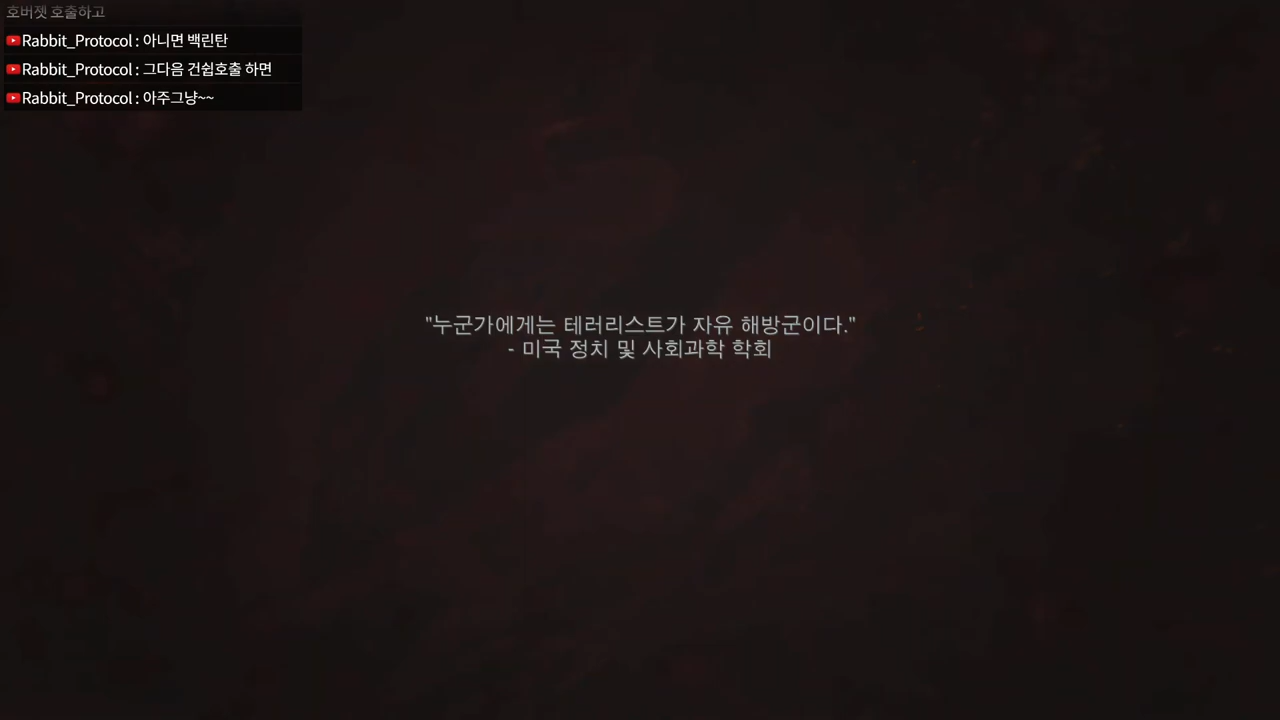 호버젯 호출하고
Rabbit_Protocol : 아니면 백린탄
Rabbit_Protocol : 그다음 건쉽호출 하면
Rabbit_Protocol : 아주그냥~~
"누군가에게는 테러리스트가 자유 해방군이다."
- 미국 정치 및 사회과학 학회